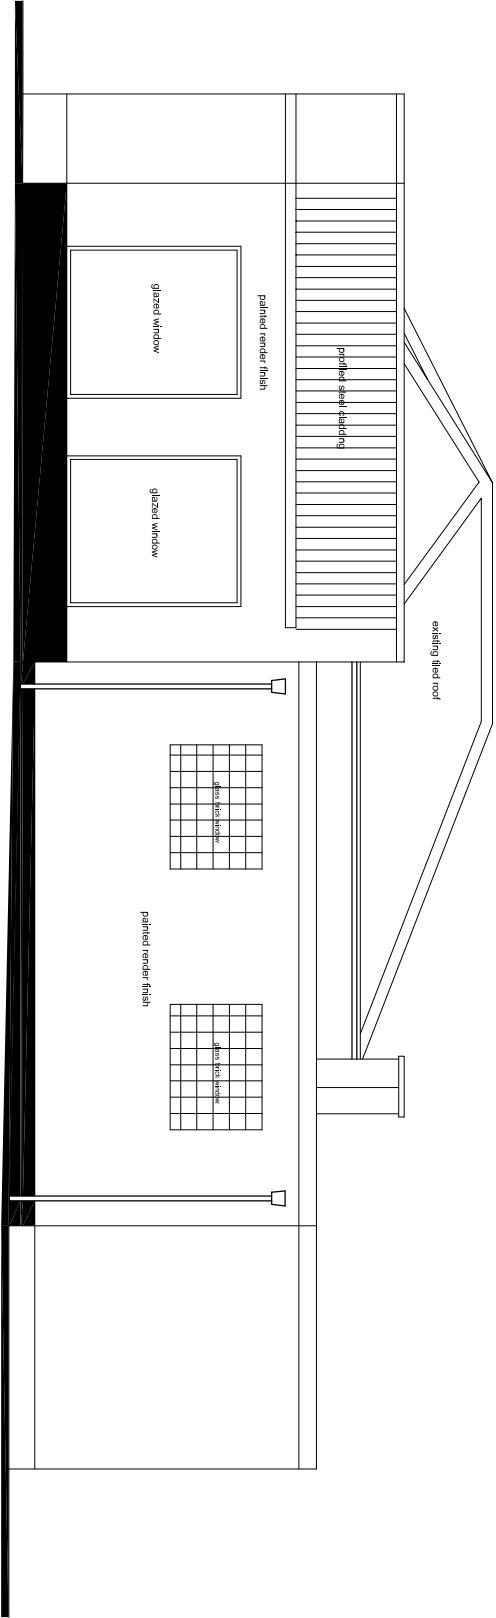 existing tiled roof
profiled steel cladding
painted render finish
glazed window
glazed window
glass brick window
glass brick window
painted render finish